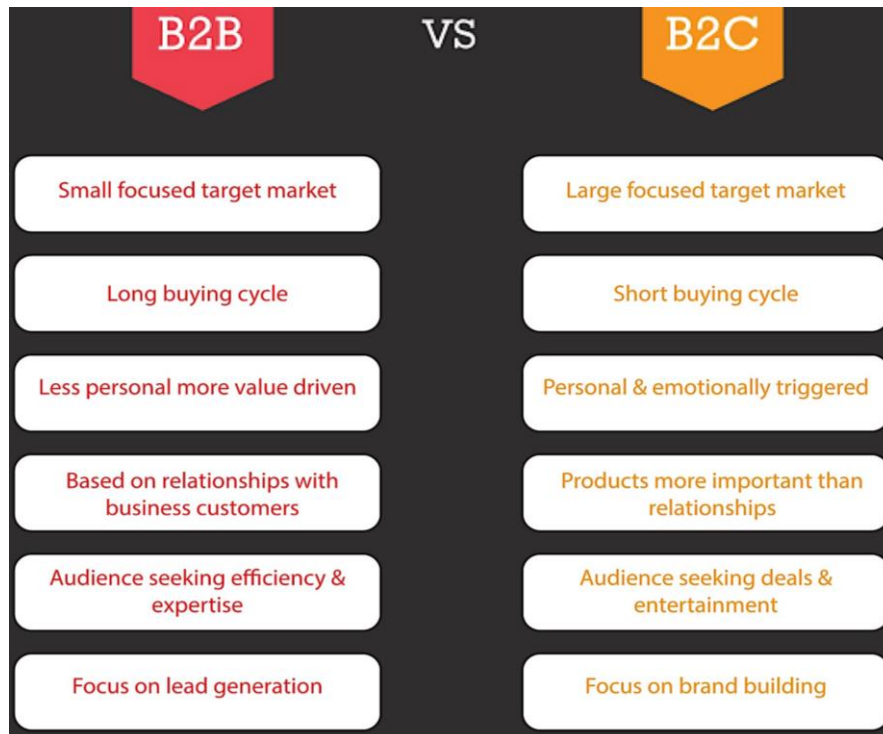 B2B VS B2C
Small focused target market
Large focused target market
Long buying cycle
Short buying cycle
Less personal more value driven
Personal & emotionally triggered
Based on relationships with
business customers
Products more important than
relationships
Audience seeking efficiency &
expertise
Audience seeking deals &
entertainment
Focus on lead generation
Focus on brand building